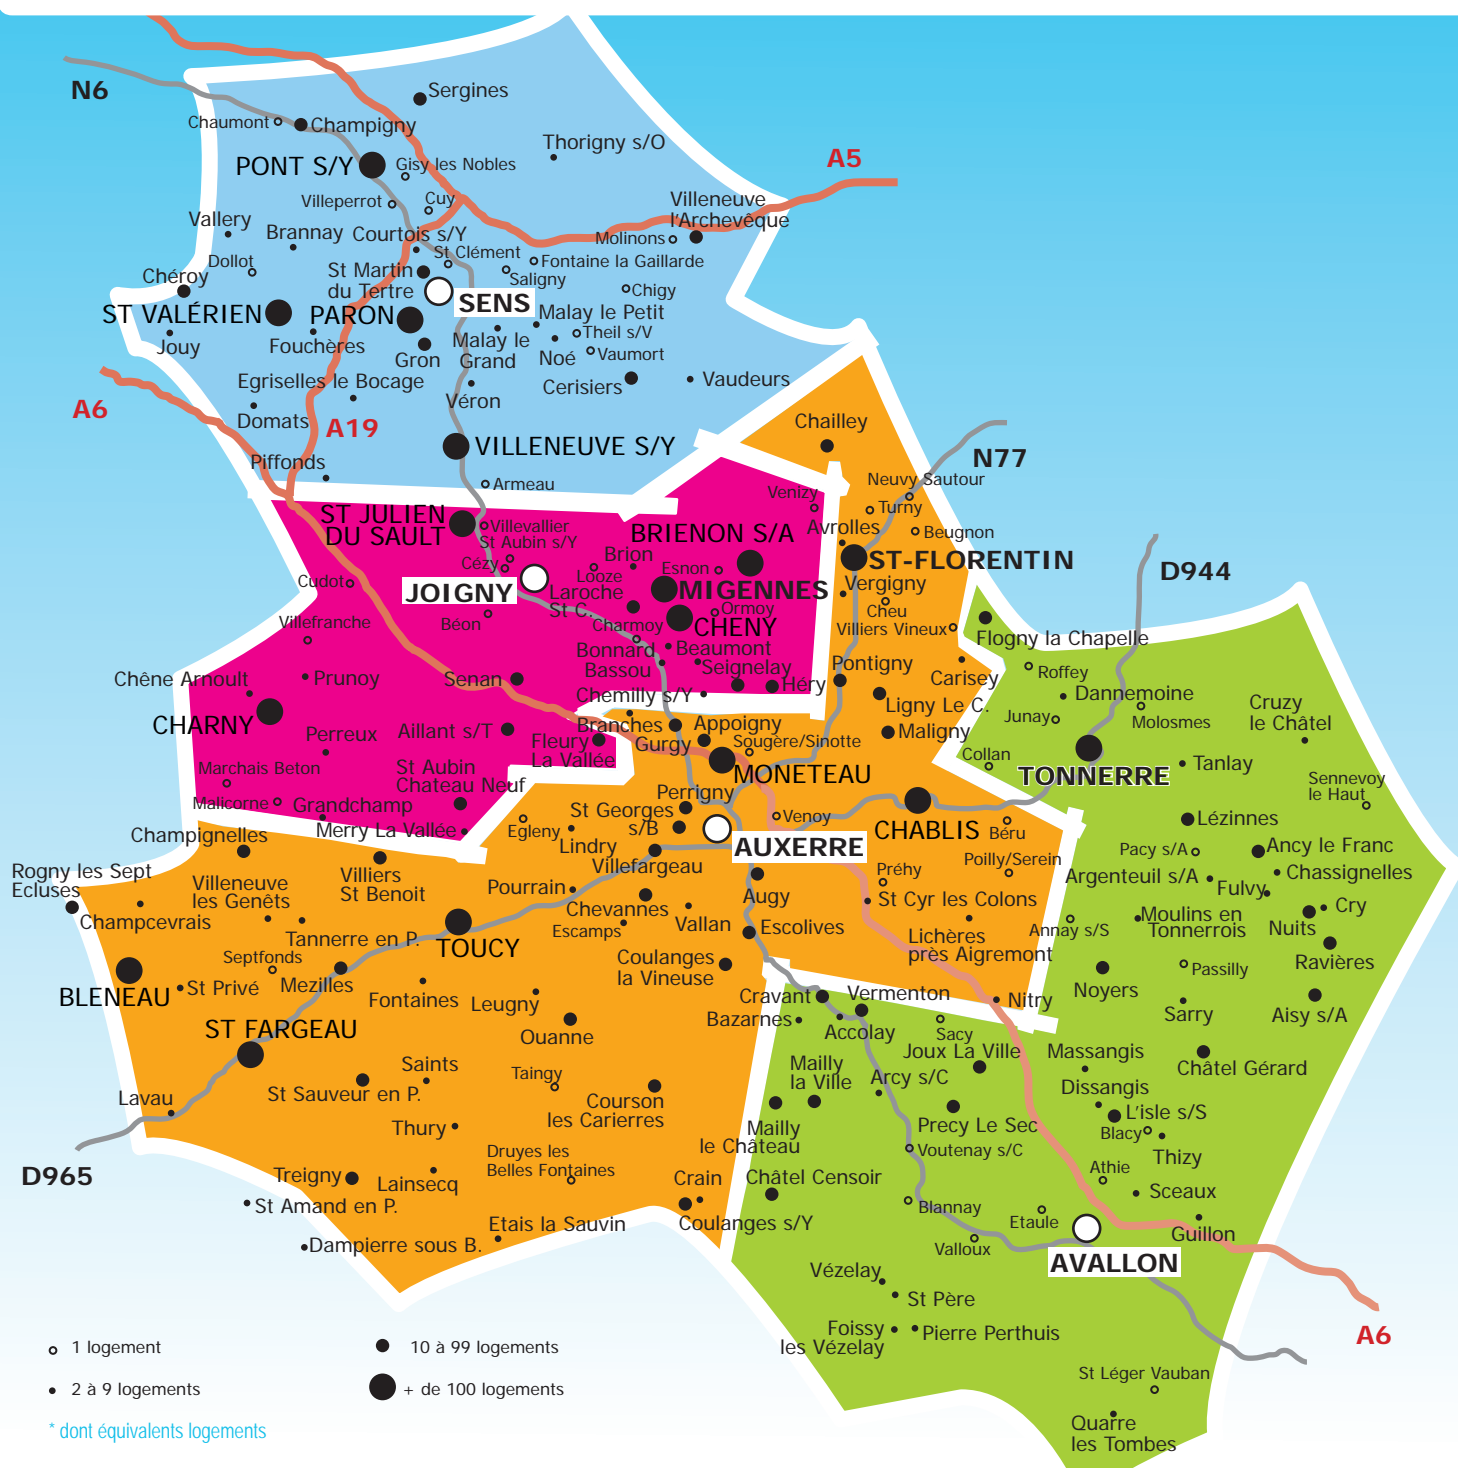 N6
Sergines
Chaumont
Champigny
Thorigny s/O
A5
PONT S/Y
Gisy les Nobles
Villeperrot
Cuy
Villeneuve
l'Archevêque
Vallery
Brannay
Courtois s/Y
Molinons
St Clément
Dollot
Fontaine la Gaillarde
Chéroy
St Martin
du Tertre
Saligny
Chigy
SENS
ST VALÉRIEN
PARON
Malay le Petit
Theil s/V
Jouy
Fouchères
Gron
Malay le
Grand
Noé
Vaumort
Egriselles le Bocage
Cerisiers
Vaudeurs
A6
Véron
Domats
A19
Chailley
VILLENEUVE S/Y
N77
Piffonds
Armeau
Neuvy Sautour
Venizy
Turny
ST JULIEN
DU SAULT
Villevallier
St Aubin s/Y
BRIENON S/A
Avrolles
Beugnon
Brion
ST-FLORENTIN
D944
Cézy
Looze
Esnon
Cudot
JOIGNY
Laroche
St C.
MIGENNES
Vergigny
Cheu
Villefranche
Béon
Charmoy
Ormoy
CHENY
Villiers Vineux
Flogny la Chapelle
Bonnard
Beaumont
Bassou
Seignelay
Pontigny
Roffey
Chêne Arnoult
Prunoy
Senan
Héry
Carisey
Dannemoine
Chemilly s/Y
Ligny Le C.
Junay
Molosmes
Cruzy
le Châtel
CHARNY
Perreux
Aillant s/T
Branches
Appoigny
Maligny
Fleury
La Vallée
Gurgy
Sougère/Sinotte
Collan
Marchais Beton
St Aubin
Chateau Neuf
MONETEAU
TONNERRE
Tanlay
Sennevoy
le Haut
Malicorne
Grandchamp
Perrigny
St Georges
s/B
Venoy
Merry La Vallée
Egleny
Lindry
AUXERRE
CHABLIS
Béru
Lézinnes
Champignelles
Villefargeau
Poilly/Serein
Pacy s/A
Ancy le Franc
Rogny les Sept
Ecluses
Villeneuve
les Genêts
Villiers
St Benoit
Pourrain
Préhy
Argenteuil s/A
Chassignelles
Fulvy
Champcevrais
Chevannes
Augy
St Cyr les Colons
Cry
Escamps
Vallan
Escolives
Moulins en
Tonnerrois
Nuits
Tannerre en P.
TOUCY
Lichères
près Aigremont
Annay s/S
Septfonds
Coulanges
la Vineuse
Passilly
Ravières
BLENEAU
St Privé
Mezilles
Fontaines
Leugny
Cravant
Vermenton
Nitry
Noyers
ST FARGEAU
Ouanne
Bazarnes
Accolay
Sacy
Sarry
Aisy s/A
Saints
Mailly
la Ville
Joux La Ville
Massangis
Châtel Gérard
St Sauveur en P.
Taingy
Arcy s/C
Dissangis
Lavau
Courson
les Carierres
L'isle s/S
Thury
Mailly
le Château
Precy Le Sec
Blacy
Druyes les
Belles Fontaines
Voutenay s/C
Thizy
D965
Treigny
Lainsecq
Crain
Châtel Censoir
Athie
Sceaux
St Amand en P.
Etais la Sauvin
Coulanges s/Y
Blannay
Etaule
Guillon
Dampierre sous B.
Valloux
AVALLON
Vézelay
St Père
Foissy
les Vézelay
Pierre Perthuis
A6
1 logement
10 à 99 logements
2 à 9 logements
+ de 100 logements
St Léger Vauban
* dont équivalents logements
Quarre
les Tombes